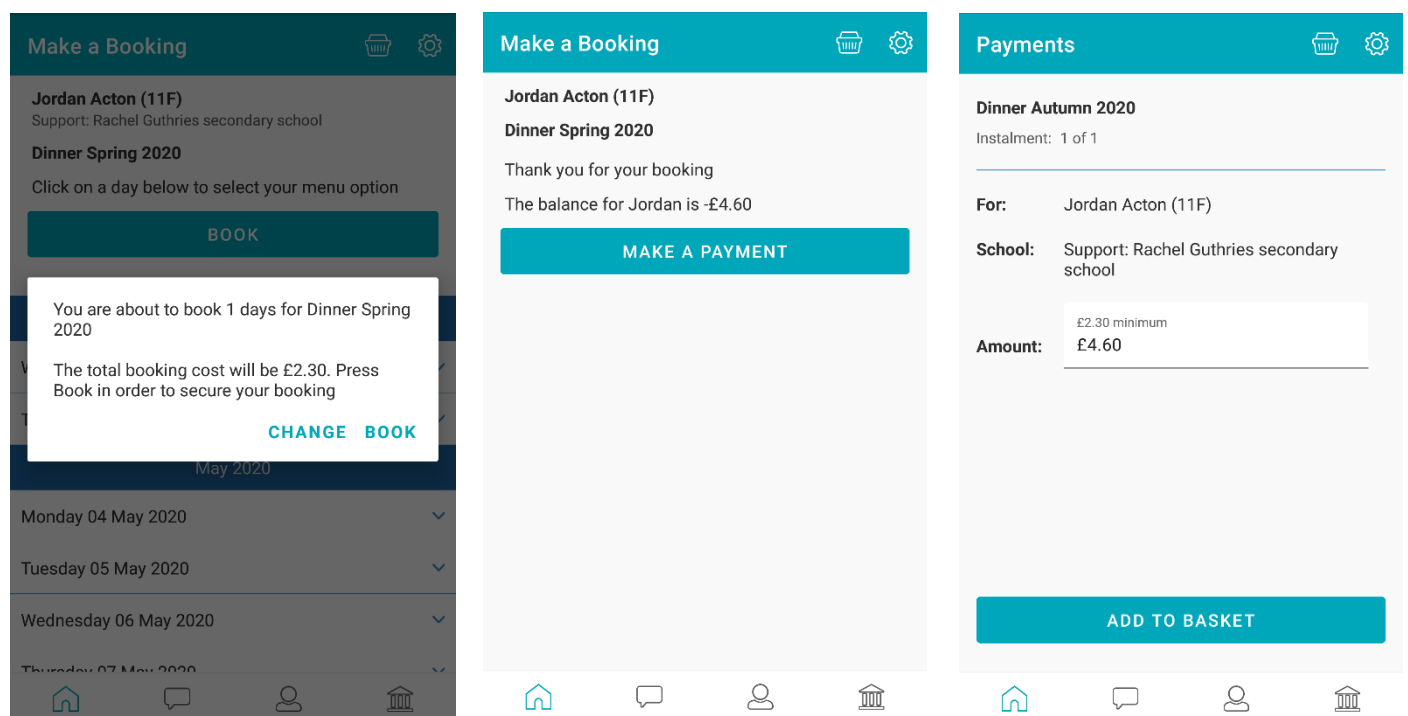 Make a Booking
Jordan Acton (11F)
Support: Rachel Guthries secondary school
Dinner Spring 2020
Click on a day below to select your menu option
BOOK
You are about to book 1 days for Dinner Spring
2020
The total booking cost will be £2.30. Press
Book in order to secure your booking
CHANGE BOOK
May 2020
Monday 04 May 2020
Tuesday 05 May 2020
Wednesday 06 May 2020
Thursday 07 May 2020
Make a Booking
Jordan Acton (11F)
Dinner Spring 2020
Thank you for your booking
The balance for Jordan is -£4.60
MAKE A PAYMENT
Payments
Dinner Autumn 2020
Instalment: 1 of 1
For: Jordan Acton (11F)
School: Support: Rachel Guthries secondary
school
£2.30 minimum
Amount: £4.60
ADD TO BASKET